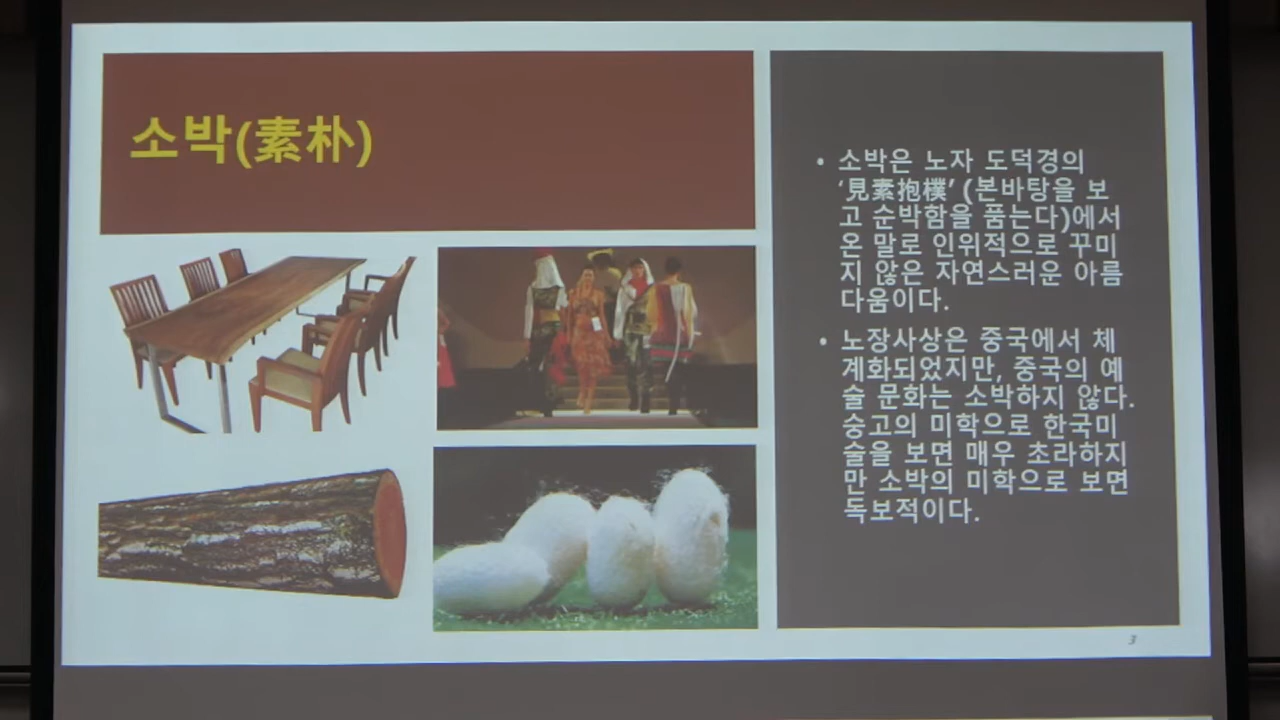 소박(素朴)
• 소박은 노자 도덕경의
‘見素抱樸’ (본바탕을 보
고 순박함을 품는다)에서
온 말로 인위적으로 꾸미
지 않은 자연스러운 아름
다움이다.
• 노장사상은 중국에서 체
계화되었지만, 중국의 예
술 문화는 소박하지 않다.
숭고의 미학으로 한국미
술을 보면 매우 초라하지
만 소박의 미학으로 보면
독보적이다.
3